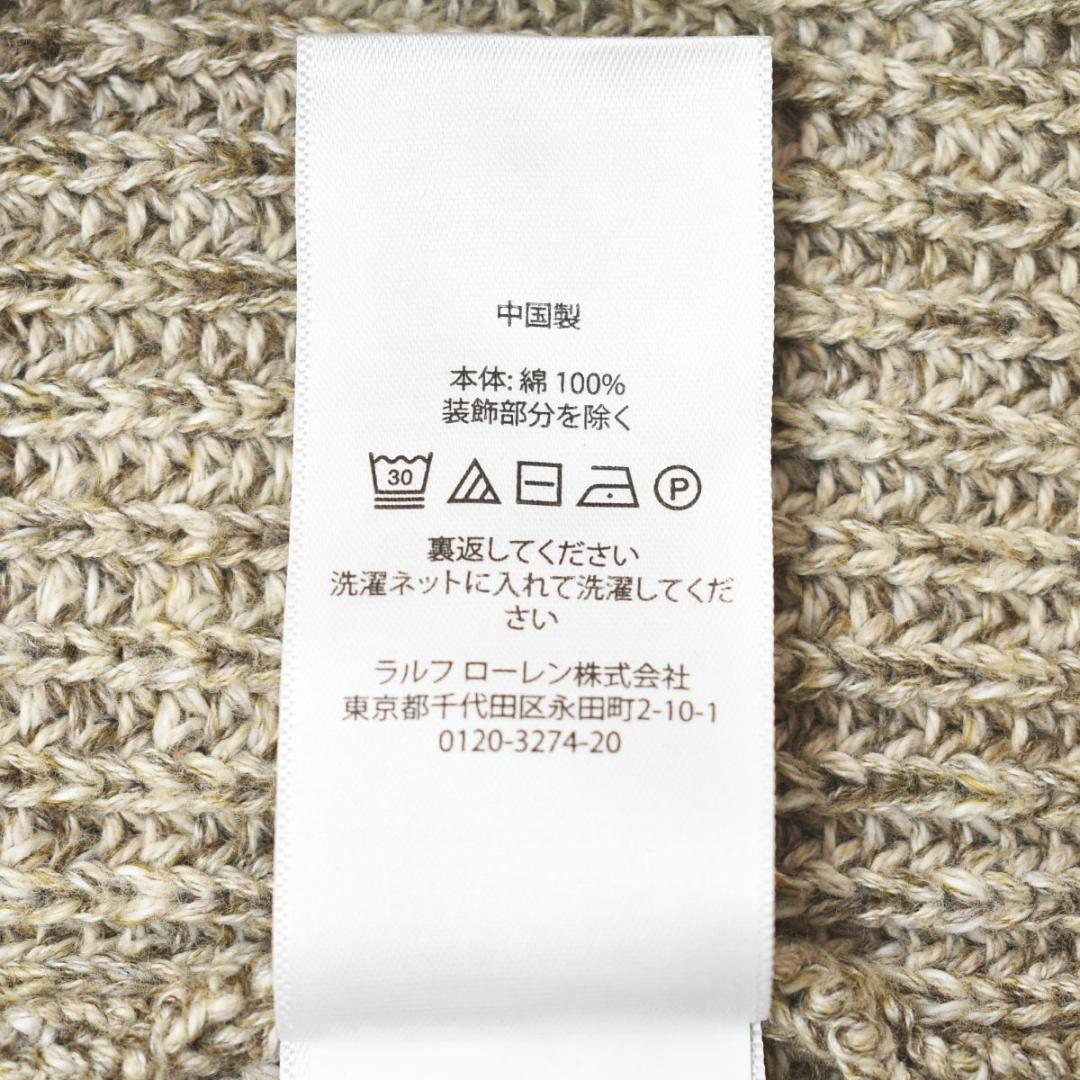 中国製
本体: 綿 100%
装飾部分を除く
30
P
裏返してください
洗濯ネットに入れて洗濯してくだ
さい
ラルフ ローレン株式会社
東京都千代田区永田町2-10-1
0120-3274-20